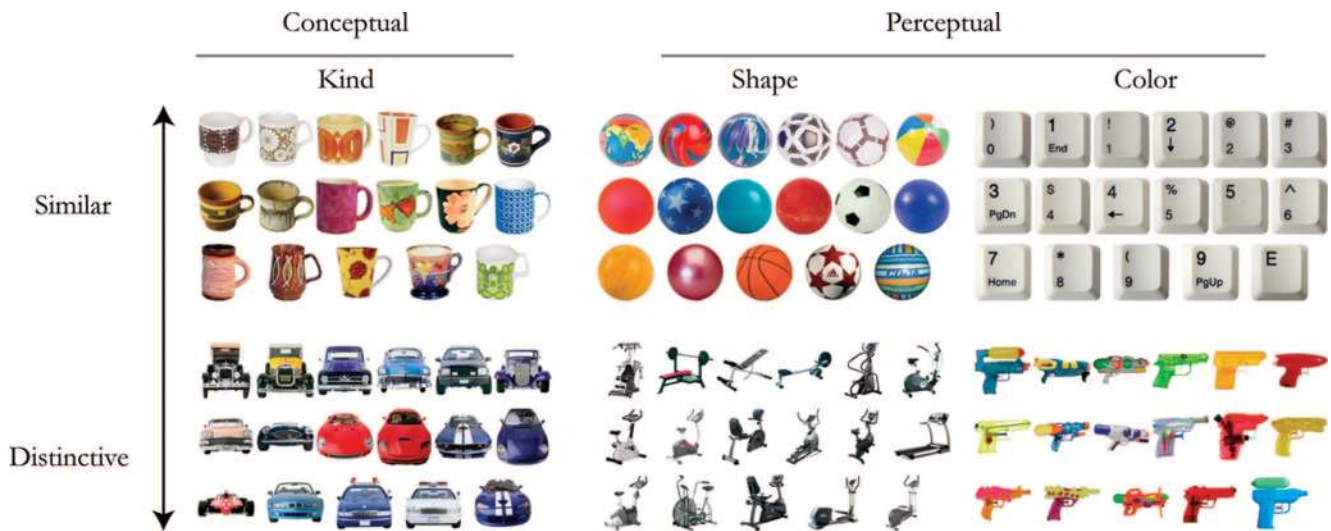 Conceptual
Perceptual
Kind
Shape
Color
Similar
Distinctive
) 1 ! 2 @ #
0 End 1 ↓ 2 3
3 S 4 % 5 ^
PgDn 4 ← 5 6
7 * ( 9 E
Home 8 9 PgUp